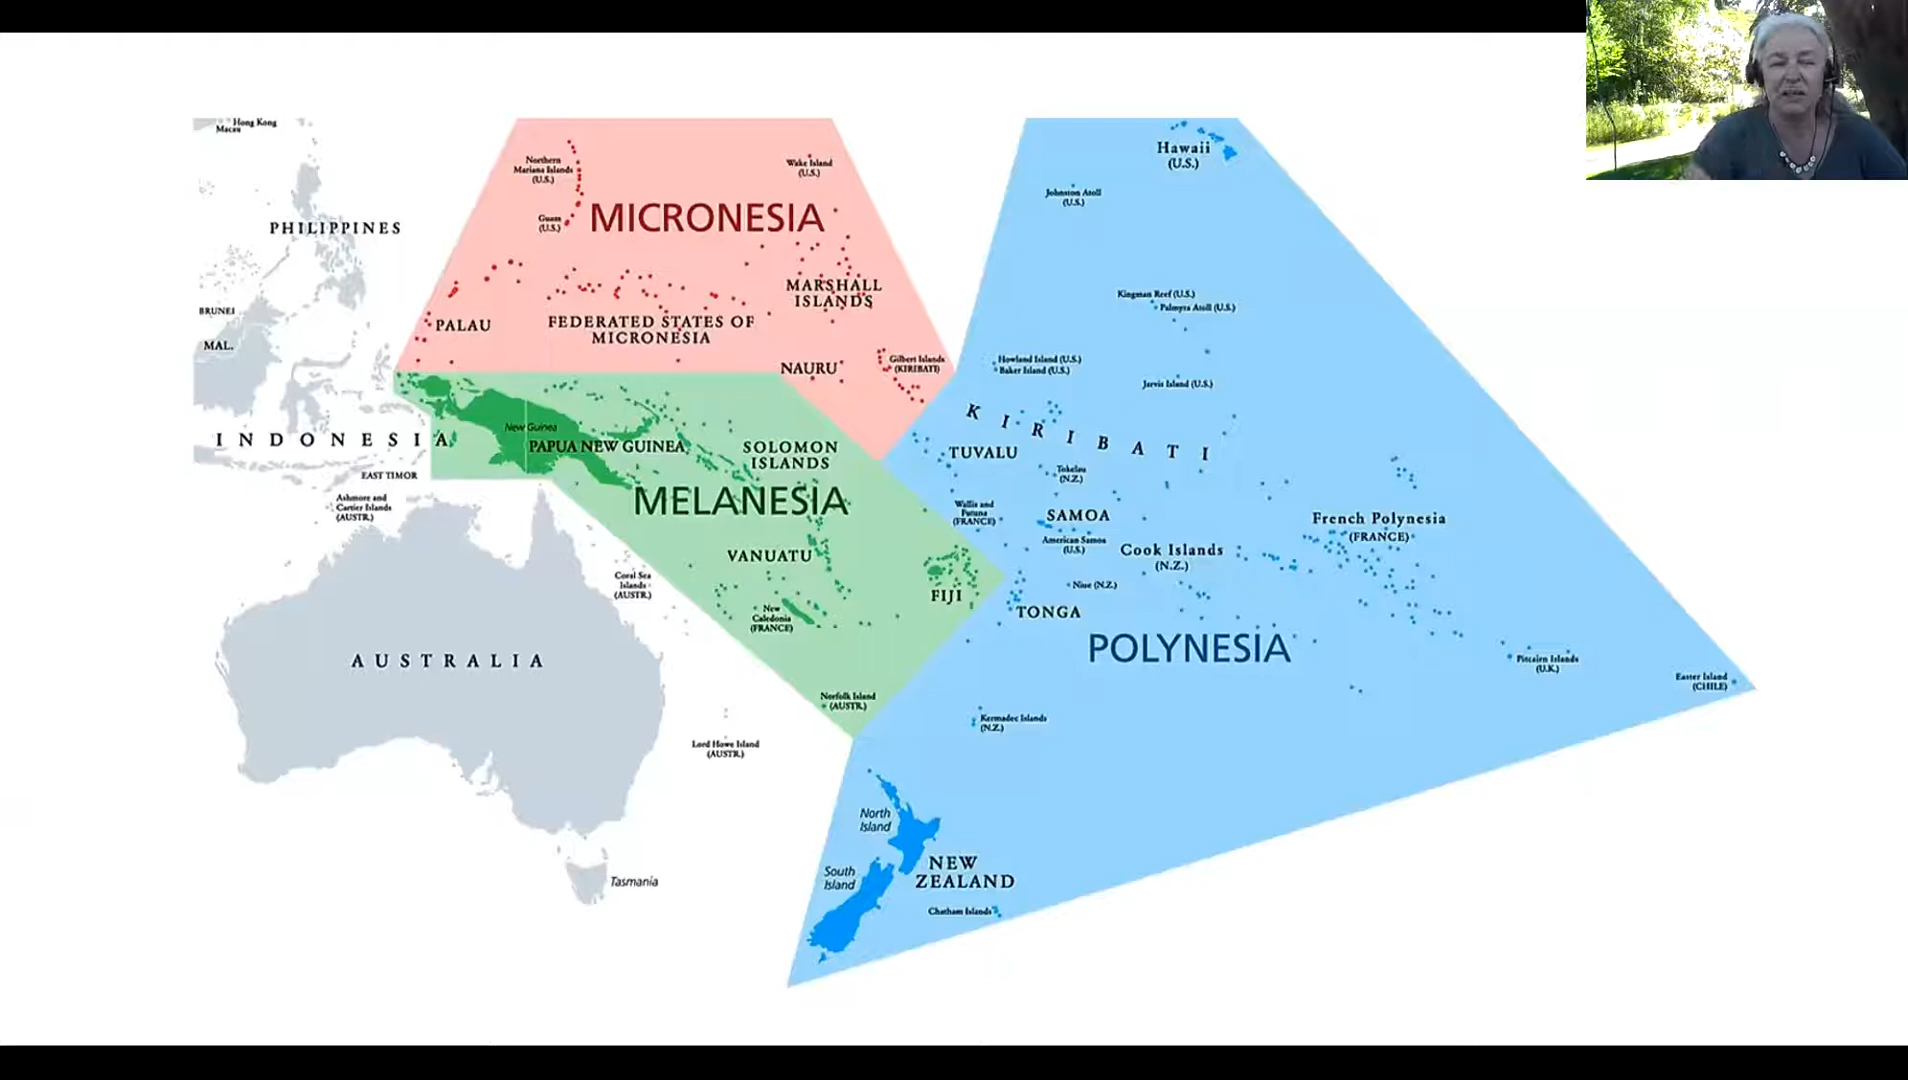 Hong Kong
Macau
PHILIPPINES
BRUNEI
MAL.
INDONESIA
EAST TIMOR
Ashmore and
Cartier Islands
(AUSTR.)
AUSTRALIA
Tasmania
Coral Sea
Islands
(AUSTR.)
Lord Howe Island
(AUSTR.)
Northern
Mariana Islands
(U.S.)
Wake Island
(U.S.)
Guam
(U.S.)
MICRONESIA
MARSHALL
ISLANDS
PALAU
FEDERATED STATES OF
MICRONESIA
NAURU
Gilbert Islands
(KIRIBATI)
New Guinea
PAPUA NEW GUINEA
SOLOMON
ISLANDS
MELANESIA
VANUATU
FIJI
New
Caledonia
(FRANCE)
Norfolk Island
(AUSTR.)
Hawaii
(U.S.)
Johnston Atoll
(U.S.)
Kingman Reef (U.S.)
Palmyra Atoll (U.S.)
Howland Island (U.S.)
Baker Island (U.S.)
Jarvis Island (U.S.)
KIRIBATI
TUVALU
Tokelau
(N.Z.)
Wallis and
Futuna
(FRANCE)
SAMOA
American Samoa
(U.S.)
Cook Islands
(N.Z.)
French Polynesia
(FRANCE)
Niue (N.Z.)
TONGA
POLYNESIA
Pitcairn Islands
(U.K.)
Easter Island
(CHILE)
Kermadec Islands
(N.Z.)
North
Island
South
Island
NEW
ZEALAND
Chatham Islands